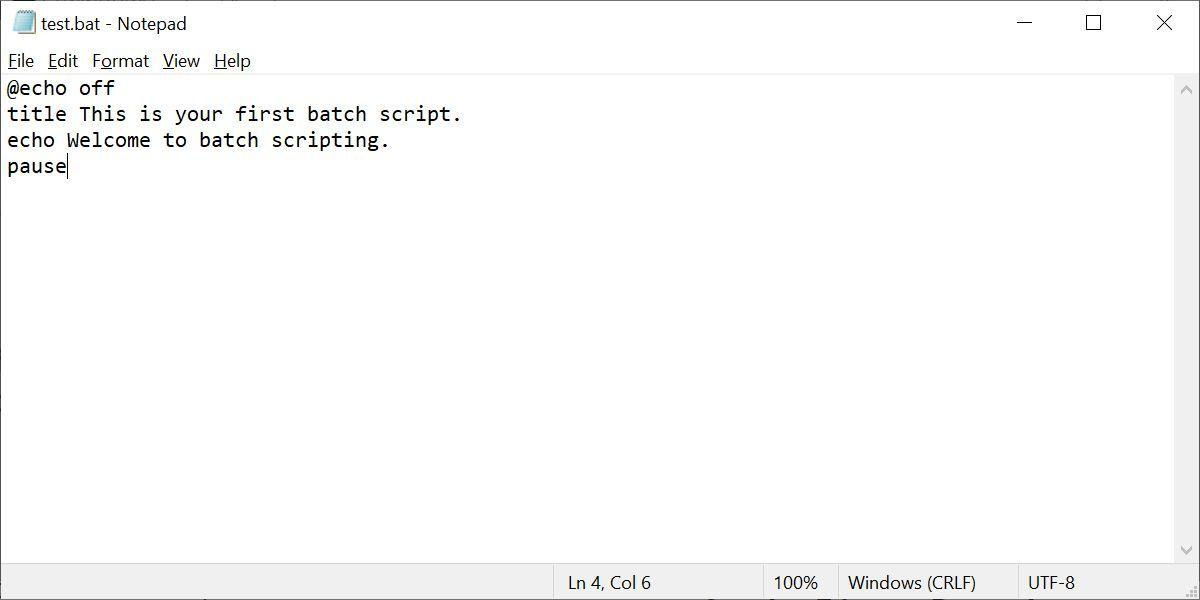 test.bat - Notepad
File Edit Format View Help
@echo off
title This is your first batch script.
echo Welcome to batch scripting.
pause
Ln 4, Col 6 100% Windows (CRLF) UTF-8